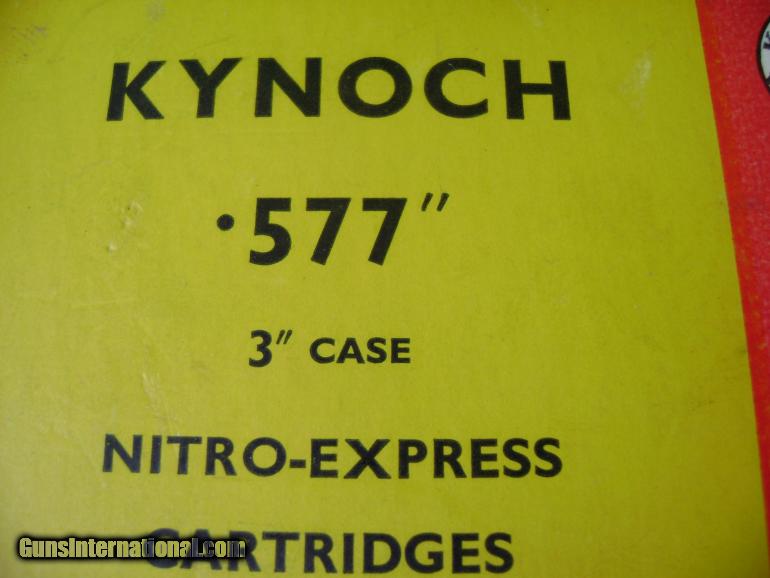 KYNOCH
.577"
3" CASE
NITRO-EXPRESS
CARTRIDGES
GunsInternational.com